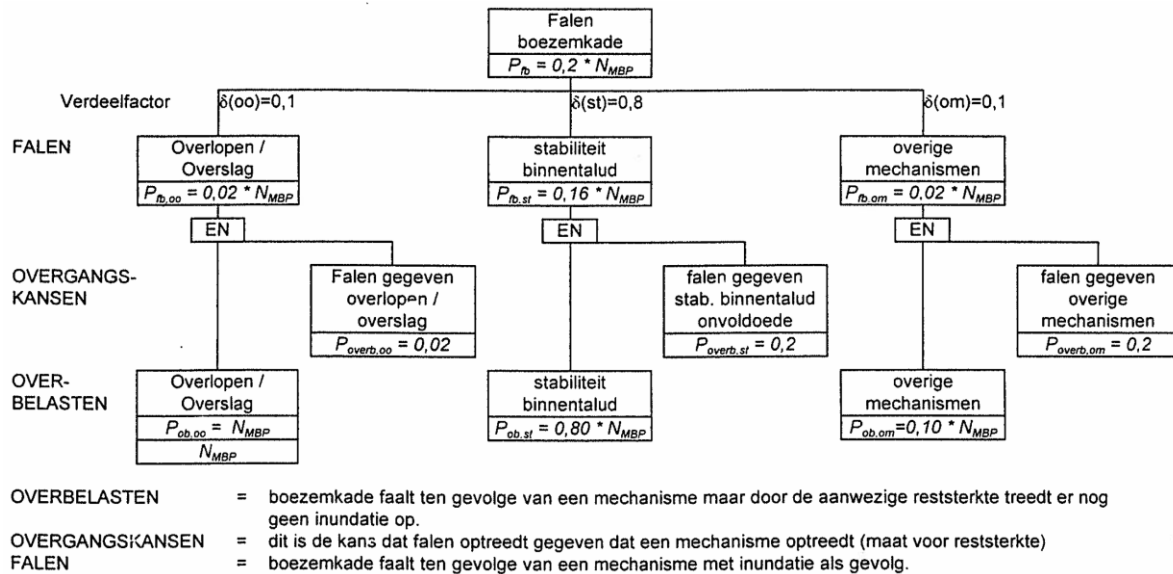 Falen
boezemkade
P_fb = 0,2 * N_MBP
Verdeelfactor δ(oo)=0,1 δ(st)=0,8 δ(om)=0,1
FALEN
Overlopen /
Overslag
P_fb,oo = 0,02 * N_MBP
stabiliteit
binnentalud
P_fb,st = 0,16 * N_MBP
overige
mechanismen
P_fb,om = 0,02 * N_MBP
EN EN EN
OVERGANGS-
KANSEN
Falen gegeven
overlopen /
overslag
P_overb,oo = 0,02
falen gegeven
stab. binnentalud
onvoldoede
P_overb,st = 0,2
falen gegeven
overige
mechanismen
P_overb,om = 0,2
OVER-
BELASTEN
Overlopen /
Overslag
P_ob,oo = N_MBP
N_MBP
stabiliteit
binnentalud
P_ob,st = 0,80 * N_MBP
overige
mechanismen
P_ob,om=0,10 * N_MBP
OVERBELASTEN = boezemkade faalt ten gevolge van een mechanisme maar door de aanwezige reststerkte treedt er nog
geen inundatie op.
OVERGANGSKANSEN = dit is de kans dat falen optreedt gegeven dat een mechanisme optreedt (maat voor reststerkte)
FALEN = boezemkade faalt ten gevolge van een mechanisme met inundatie als gevolg.